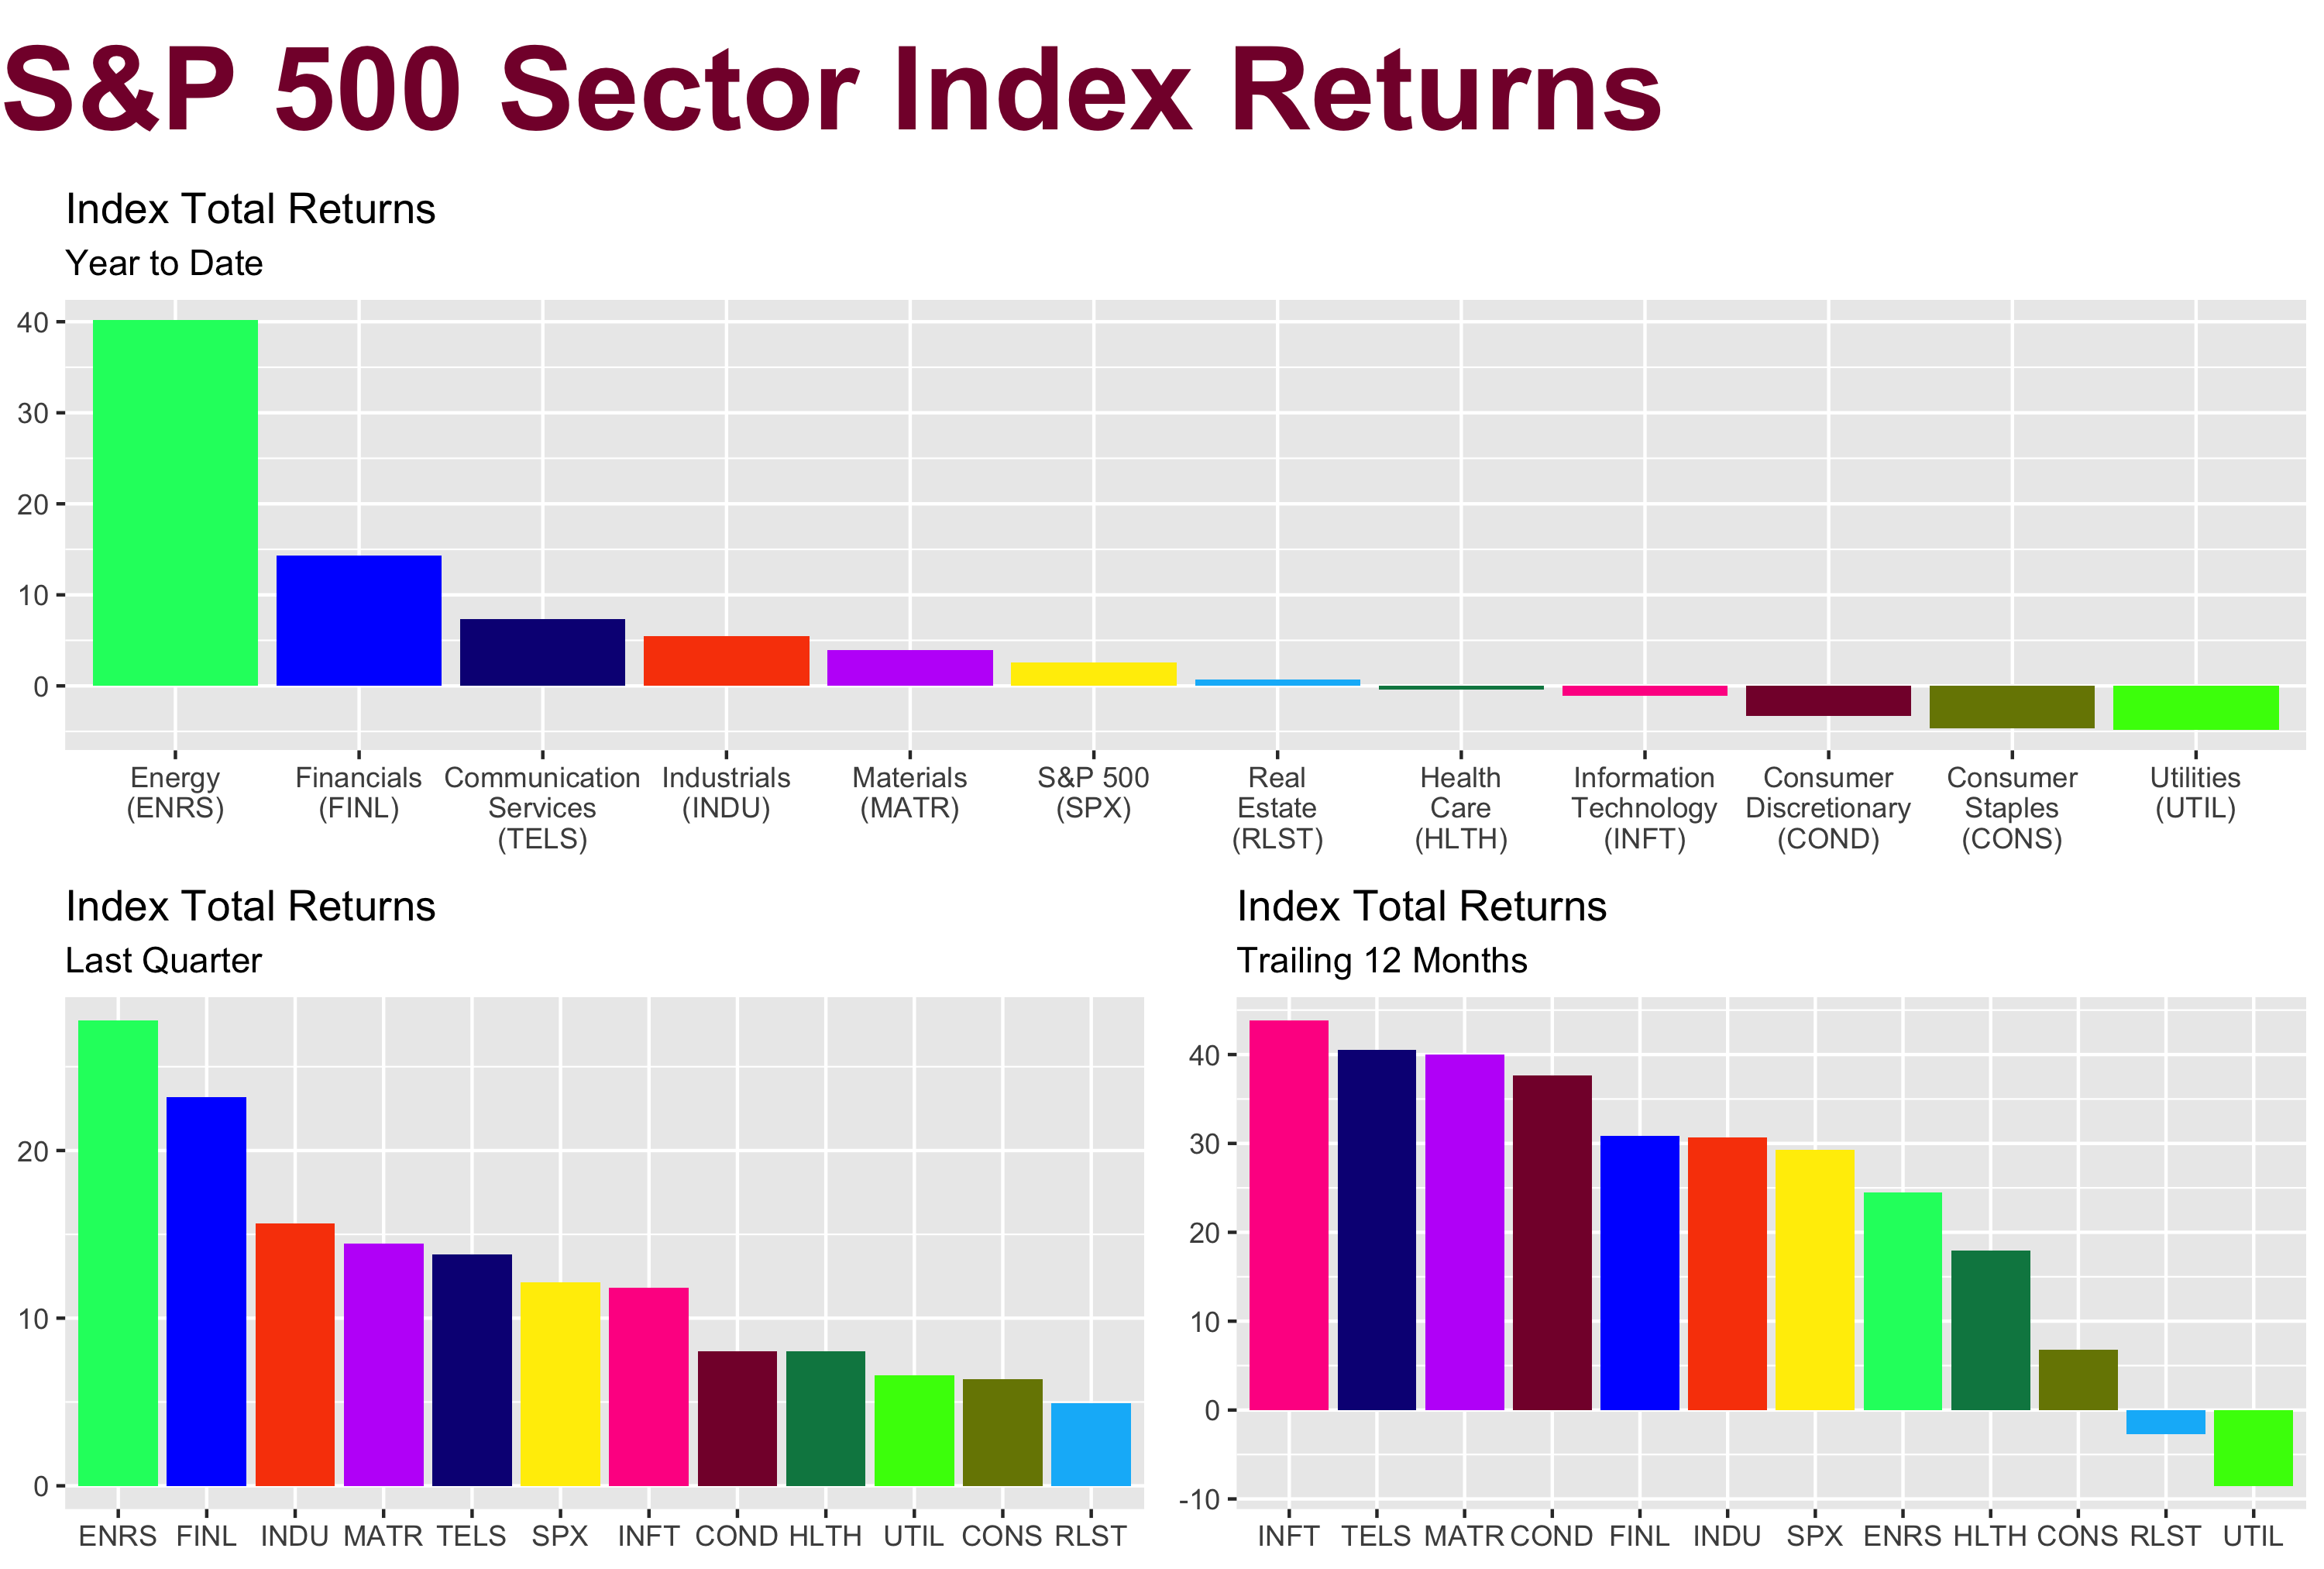 S&P 500 Sector Index Returns
Index Total Returns
Year to Date
40
30
20
10
0
Energy
(ENRS)
Financials
(FINL)
Communication
Services
(TELS)
Industrials
(INDU)
Materials
(MATR)
S&P 500
(SPX)
Real
Estate
(RLST)
Health
Care
(HLTH)
Information
Technology
(INFT)
Consumer
Discretionary
(COND)
Consumer
Staples
(CONS)
Utilities
(UTIL)
Index Total Returns
Last Quarter
20
10
0
ENRS FINL INDU MATR TELS SPX INFT COND HLTH UTIL CONS RLST
Index Total Returns
Trailing 12 Months
40
30
20
10
0
-10
INFT TELS MATR COND FINL INDU SPX ENRS HLTH CONS RLST UTIL